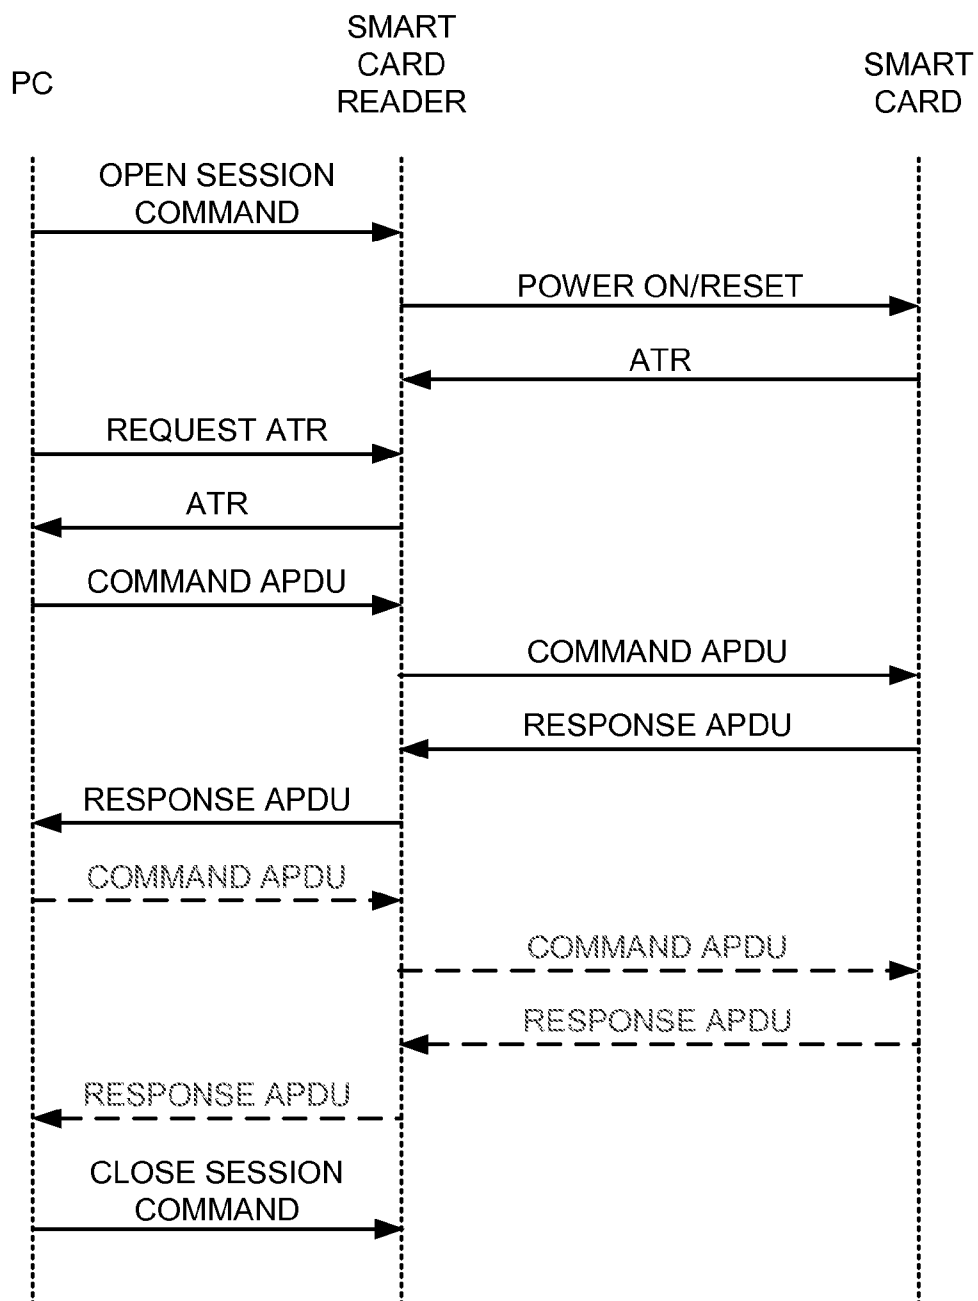 PC
SMART
CARD
READER
SMART
CARD
OPEN SESSION
COMMAND
POWER ON/RESET
ATR
REQUEST ATR
ATR
COMMAND APDU
COMMAND APDU
RESPONSE APDU
RESPONSE APDU
COMMAND APDU
COMMAND APDU
RESPONSE APDU
RESPONSE APDU
CLOSE SESSION
COMMAND